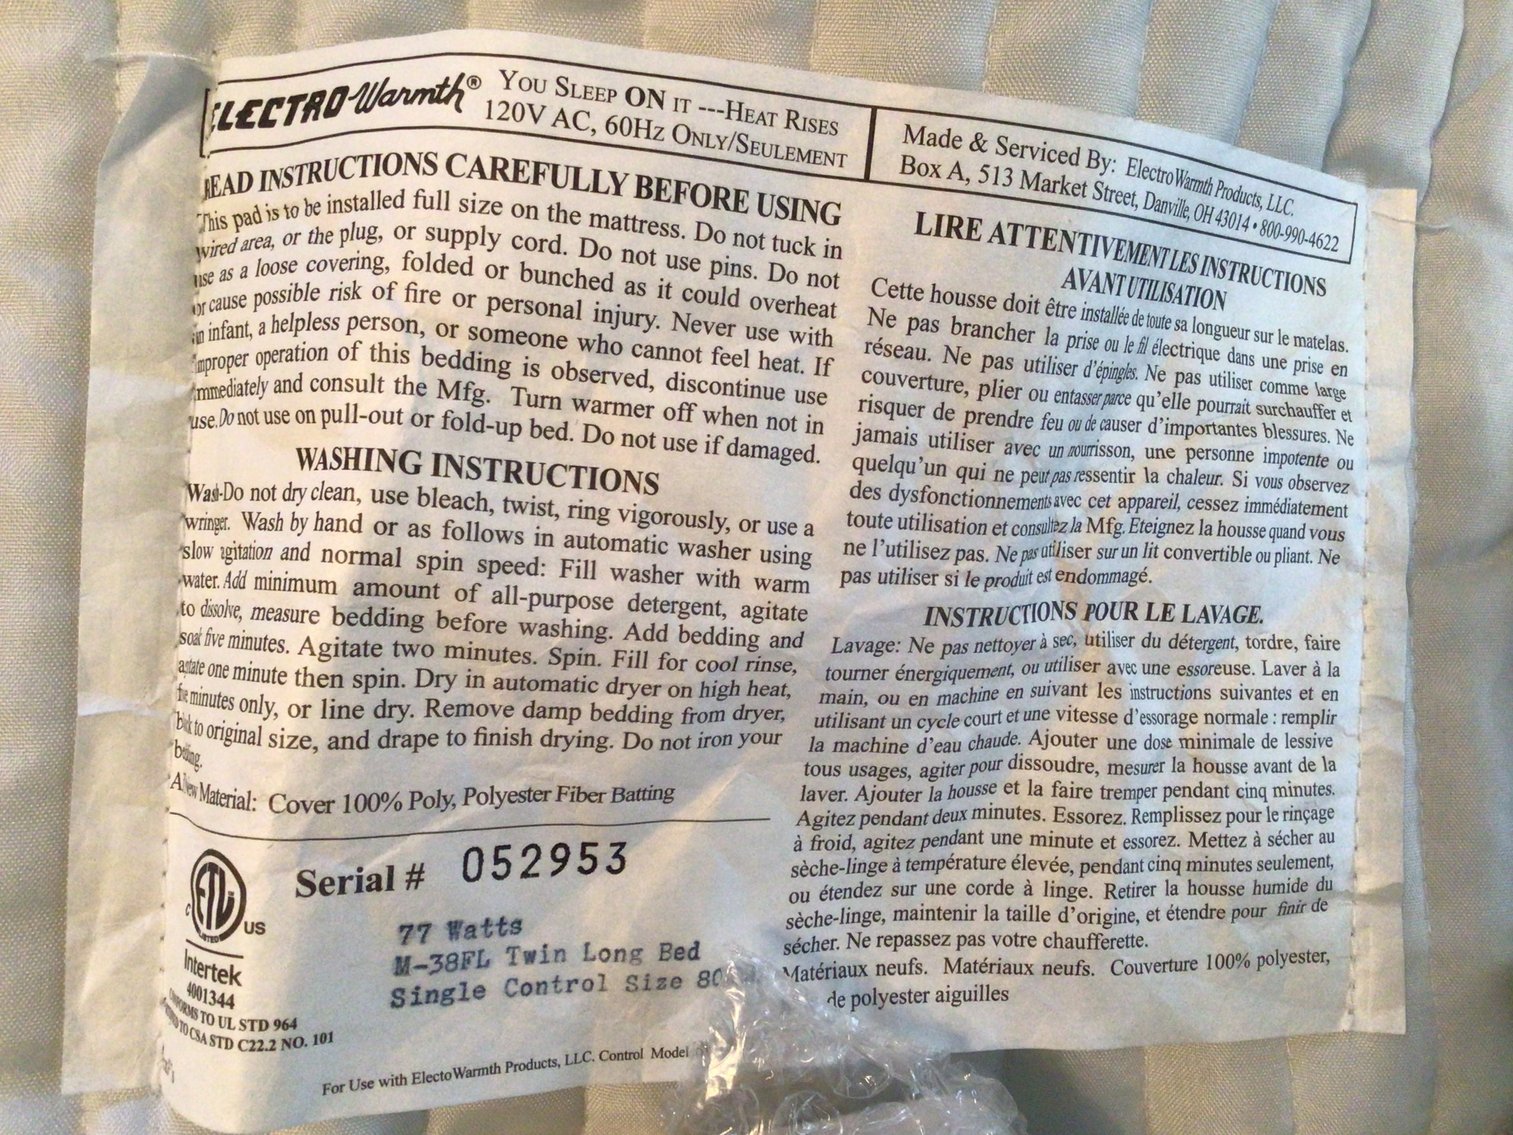 ELECTRO-Warmth®
YOU SLEEP ON IT ---HEAT RISES
120V AC, 60HZ ONLY/SEULEMENT
Made & Serviced By: ElectroWarmth Products, LLC.
Box A, 513 Market Street, Danville, OH 43014 • 800-990-4622
READ INSTRUCTIONS CAREFULLY BEFORE USING
This pad is to be installed full size on the mattress. Do not tuck in
wired area, or the plug, or supply cord. Do not use pins. Do not
use as a loose covering, folded or bunched as it could overheat
or cause possible risk of fire or personal injury. Never use with
an infant, a helpless person, or someone who cannot feel heat. If
improper operation of this bedding is observed, discontinue use
immediately and consult the Mfg. Turn warmer off when not in
use. Do not use on pull-out or fold-up bed. Do not use if damaged.
WASHING INSTRUCTIONS
Wash-Do not dry clean, use bleach, twist, ring vigorously, or use a
wringer. Wash by hand or as follows in automatic washer using
slow agitation and normal spin speed: Fill washer with warm
water. Add minimum amount of all-purpose detergent, agitate
to dissolve, measure bedding before washing. Add bedding and
soak five minutes. Agitate two minutes. Spin. Fill for cool rinse,
one minute then spin. Dry in automatic dryer on high heat,
minutes only, or line dry. Remove damp bedding from dryer,
to original size, and drape to finish drying. Do not iron your

New Material: Cover 100% Poly, Polyester Fiber Batting
ETL
LISTED
C US
Intertek
4001344
TO UL STD 964
TO CSA STD C22.2 NO. 101
Serial # 052953
77 Watts
M-38FL Twin Long Bed
Single Control Size
For Use with ElectoWarmth Products, LLC. Control Model
LIRE ATTENTIVEMENT LES INSTRUCTIONS
AVANT UTILISATION
Cette housse doit être installée de toute sa longueur sur le matelas.
Ne pas brancher la prise ou le fil électrique dans une prise en
réseau. Ne pas utiliser d'épingles. Ne pas utiliser comme large
couverture, plier ou entasser parce qu'elle pourrait surchauffer et
risquer de prendre feu ou de causer d'importantes blessures. Ne
jamais utiliser avec un nourrisson, une personne impotente ou
quelqu'un qui ne peut pas ressentir la chaleur. Si vous observez
des dysfonctionnements avec cet appareil, cessez immédiatement
toute utilisation et consultez la Mfg. Eteignez la housse quand vous
ne l'utilisez pas. Ne pas utiliser sur un lit convertible ou pliant. Ne
pas utiliser si le produit est endommagé.
INSTRUCTIONS POUR LE LAVAGE.
Lavage: Ne pas nettoyer à sec, utiliser du détergent, tordre, faire
tourner énergiquement, ou utiliser avec une essoreuse. Laver à la
main, ou en machine en suivant les instructions suivantes et en
utilisant un cycle court et une vitesse d'essorage normale : remplir
la machine d'eau chaude. Ajouter une dose minimale de lessive
tous usages, agiter pour dissoudre, mesurer la housse avant de la
laver. Ajouter la housse et la faire tremper pendant cinq minutes.
Agitez pendant deux minutes. Essorez. Remplissez pour le rinçage
à froid, agitez pendant une minute et essorez. Mettez à sécher au
sèche-linge à température élevée, pendant cinq minutes seulement,
ou étendez sur une corde à linge. Retirer la housse humide du
sèche-linge, maintenir la taille d'origine, et étendre pour finir de
sécher. Ne repassez pas votre chaufferette.
Matériaux neufs. Matériaux neufs. Couverture 100% polyester,
de polyester aiguilles